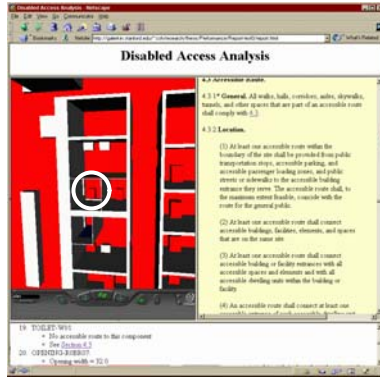 Disabled Access Analysis - Netscape
File Edit View Go Communicator Help
Bookmarks
What's Related
Disabled Access Analysis
4.3 Accessible Route.
4.3.1* General. All walks, halls, corridors, aisles, skywalks,
tunnels, and other spaces that are part of an accessible route
shall comply with 4.3
4.3.2 Location.
(1) At least one accessible route within the
boundary of the site shall be provided from public
transportation stops, accessible parking, and
accessible passenger loading zones, and public
streets or sidewalks to the accessible building
entrance they serve. The accessible route shall, to
the maximum extent feasible, coincide with the
route for the general public.
(2) At least one accessible route shall connect
accessible buildings, facilities, elements, and spaces
that are on the same site
(3) At least one accessible route shall connect
accessible building or facility entrances with all
accessible spaces and elements and with all
accessible dwelling units within the building or
facility.
(4) An accessible route shall connect at least one
19. TOILET-W01
No accessible route to this component
See Section 4.3
20.
Opening width = 32.0